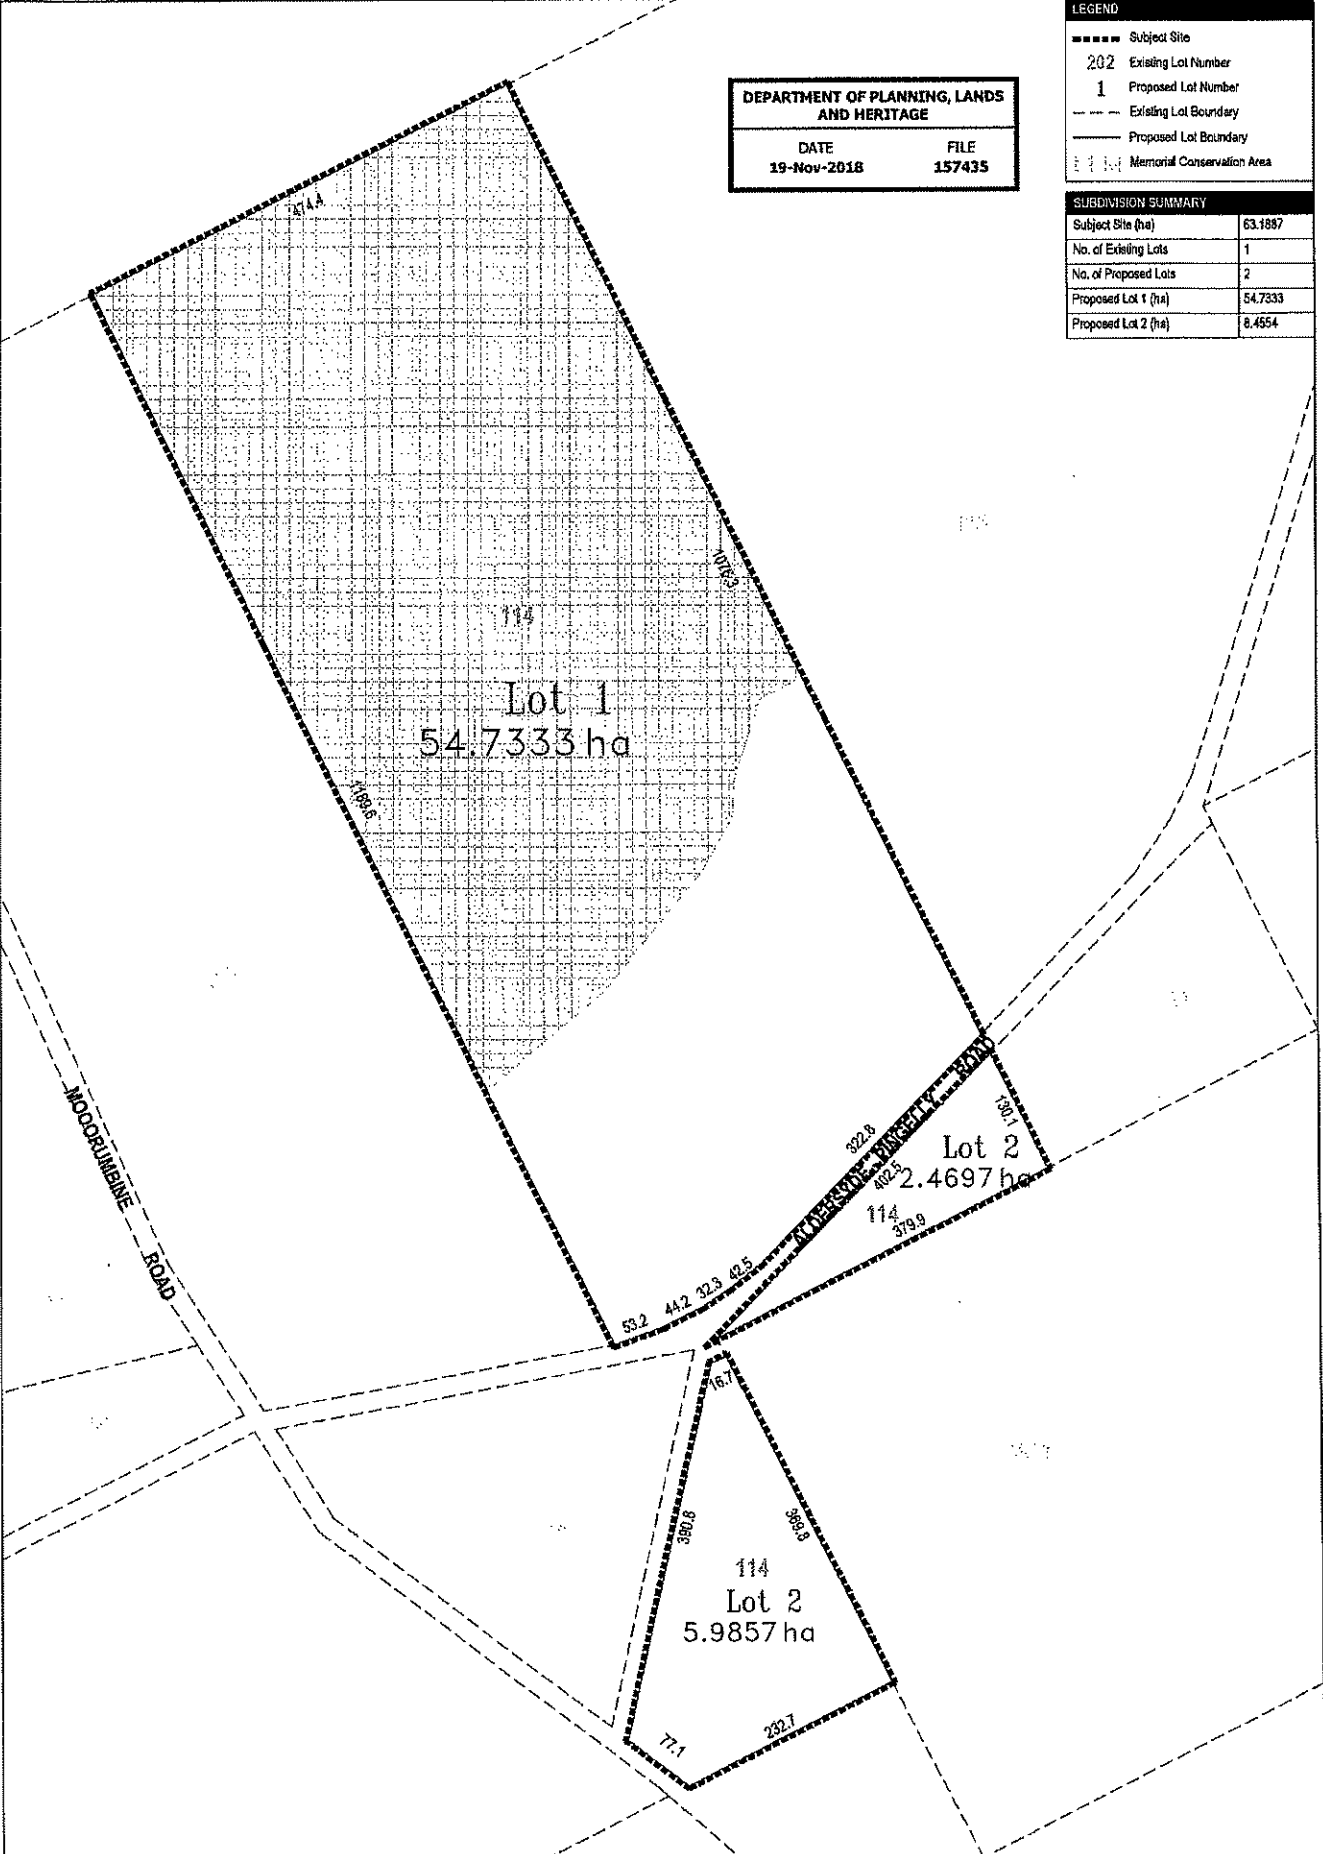 LEGEND
Subject Site
202 Existing Lot Number
1 Proposed Lot Number
Existing Lot Boundary
Proposed Lot Boundary
Memorial Conservation Area
DEPARTMENT OF PLANNING, LANDS
AND HERITAGE
DATE FILE
19-Nov-2018 157435
SUBDIVISION SUMMARY
Subject Site (ha) 63.1887
No. of Existing Lots 1
No. of Proposed Lots 2
Proposed Lot 1 (ha) 54.7333
Proposed Lot 2 (ha) 8.4554
474.4
1076.3
114
Lot 1
54.7333 ha
1189.6
ALDERSYDE-PINGELLY ROAD
MOORUMBINE ROAD
130.1
322.8
402.5
Lot 2
2.4697 ha
114
379.9
53.2
44.2
32.3
42.5
16.7
390.8
369.8
114
Lot 2
5.9857 ha
77.1
232.7